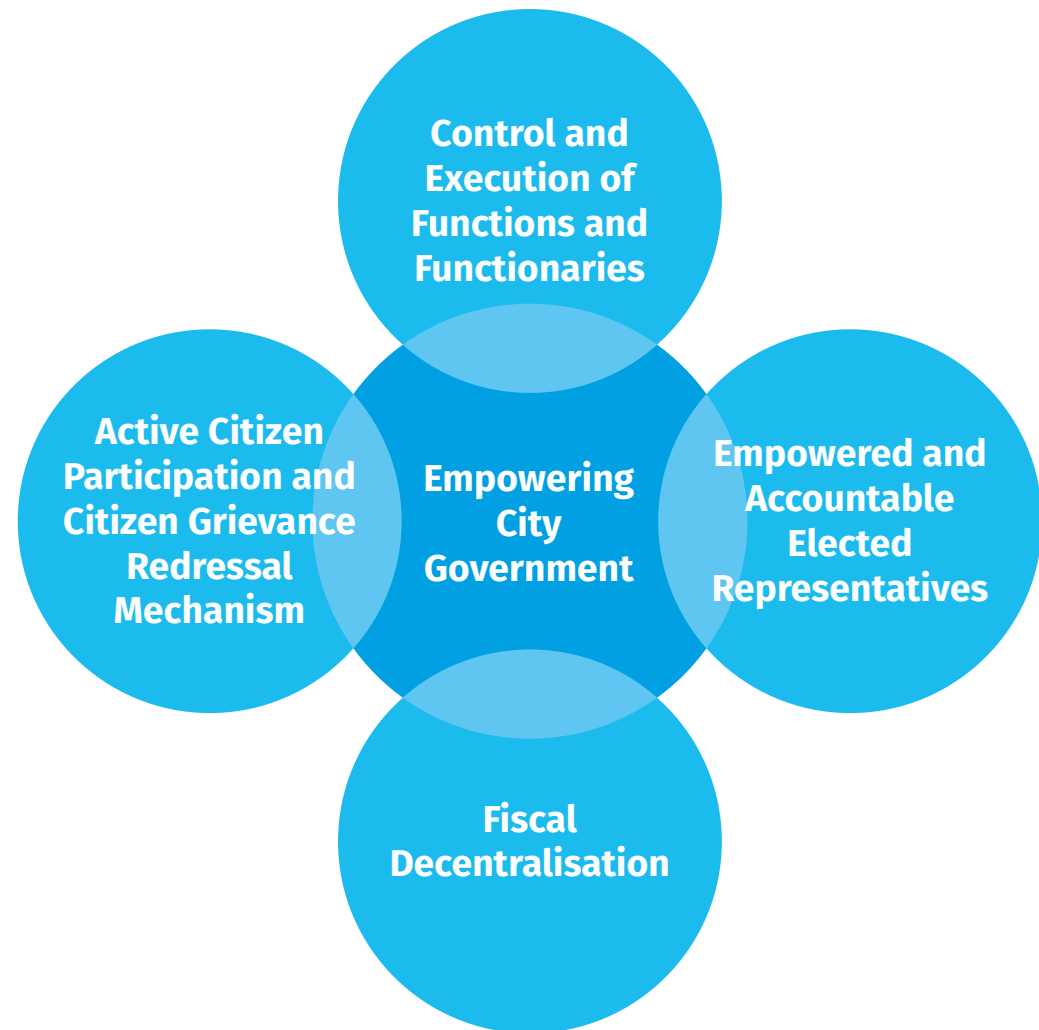 Control and
Execution of
Functions and
Functionaries
Active Citizen
Participation and
Citizen Grievance
Redressal
Mechanism
Empowering
City
Government
Empowered and
Accountable
Elected
Representatives
Fiscal
Decentralisation